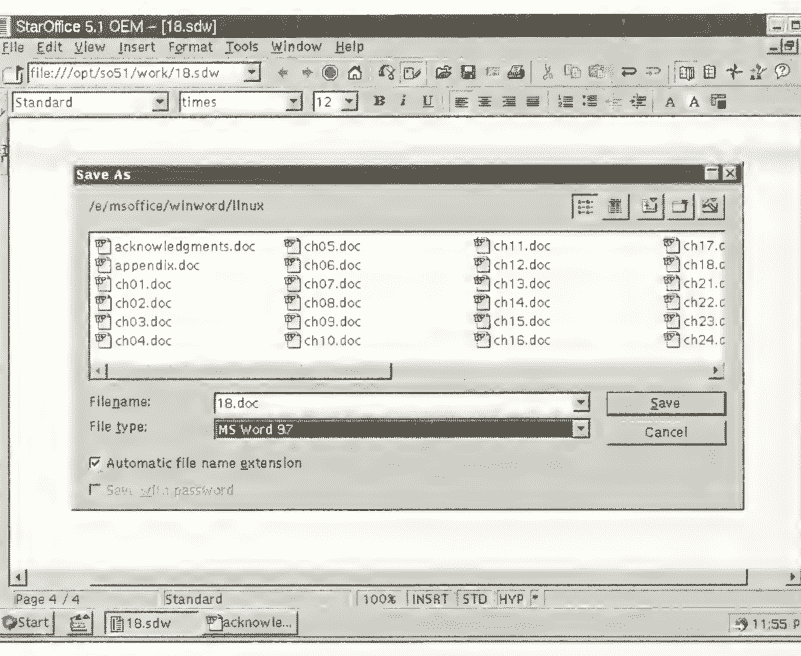 StarOffice 5.1 OEM – [18.sdw]
File Edit View Insert Format Tools Window Help
file:///opt/so51/work/18.sdw
Standard times 12 B i U A A
Save As
/e/msoffice/winword/linux
acknowledgments.doc ch05.doc ch11.doc ch17.d
appendix.doc ch06.doc ch12.doc ch18.d
ch01.doc ch07.doc ch13.doc ch21.d
ch02.doc ch08.doc ch14.doc ch22.d
ch03.doc ch09.doc ch15.doc ch23.d
ch04.doc ch10.doc ch16.doc ch24.d
Filename: 18.doc Save
File type: MS Word 97 Cancel
Automatic file name extension
Save with password
Page 4 / 4 Standard 100% INSRT STD HYP *
Start 18.sdw acknowle... 11:55 P